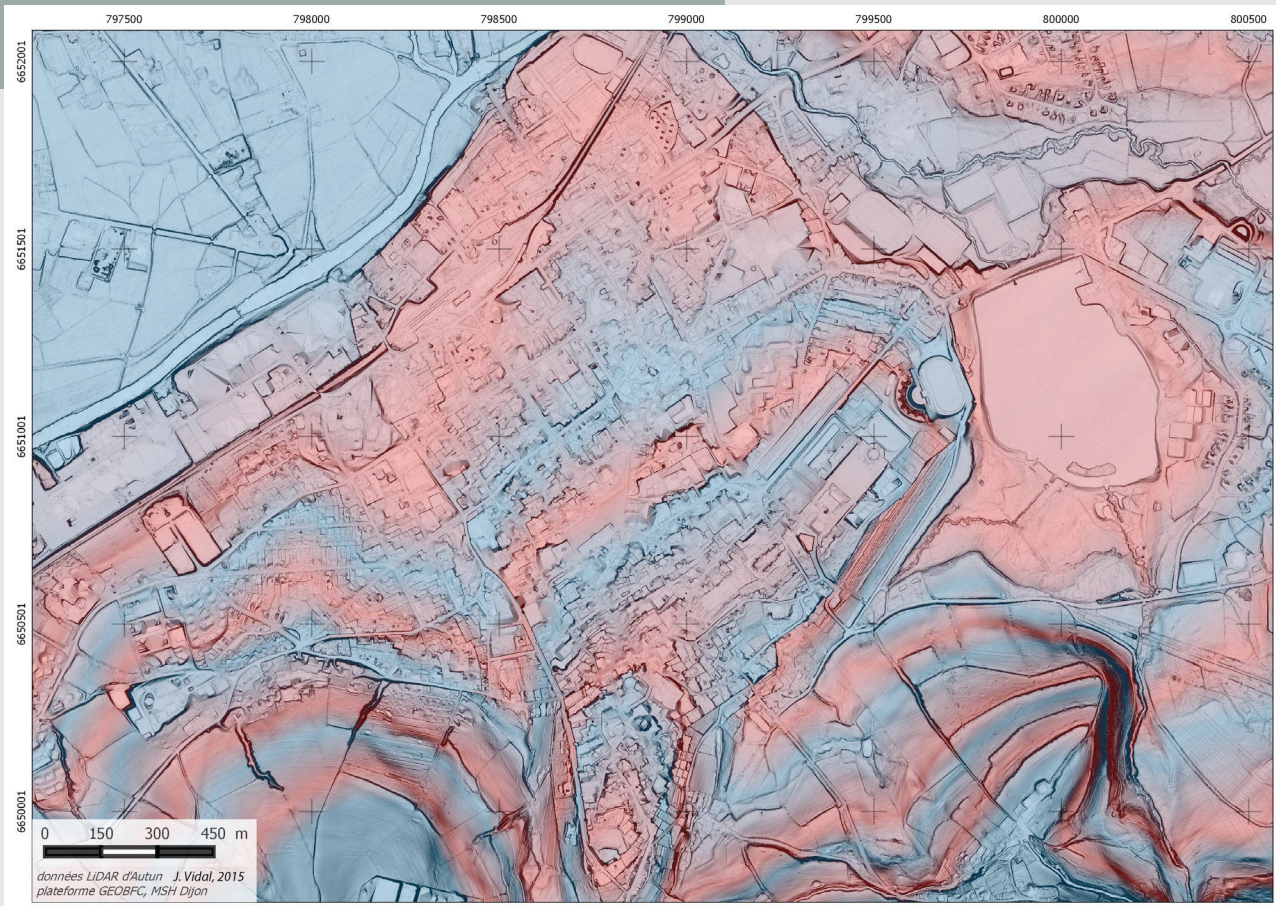 797500 798000 798500 799000 799500 800000 800500
6652001
6651501
6651001
6650501
6650001
0 150 300 450 m
données LiDAR d'Autun J. Vidal, 2015
plateforme GEOBFC, MSH Dijon